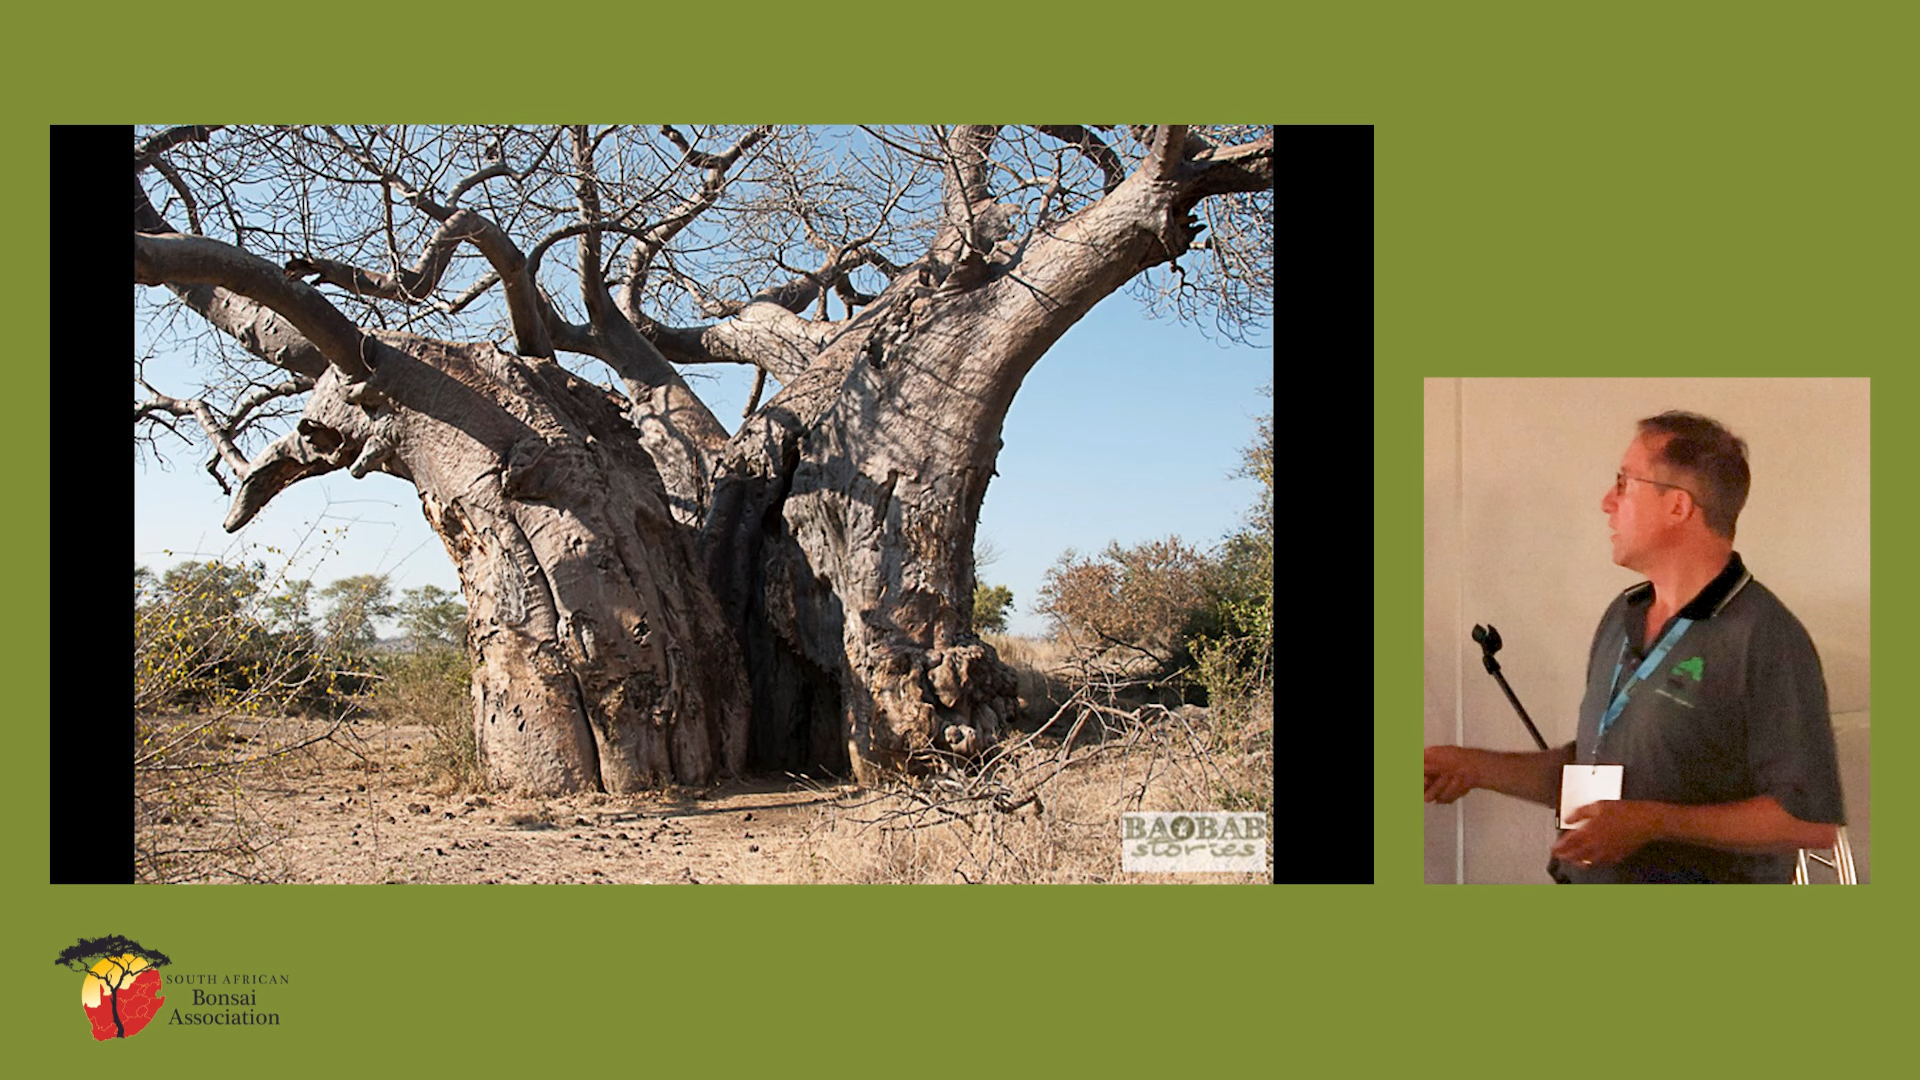 BAOBAB
stories
SOUTH AFRICAN
Bonsai
Association